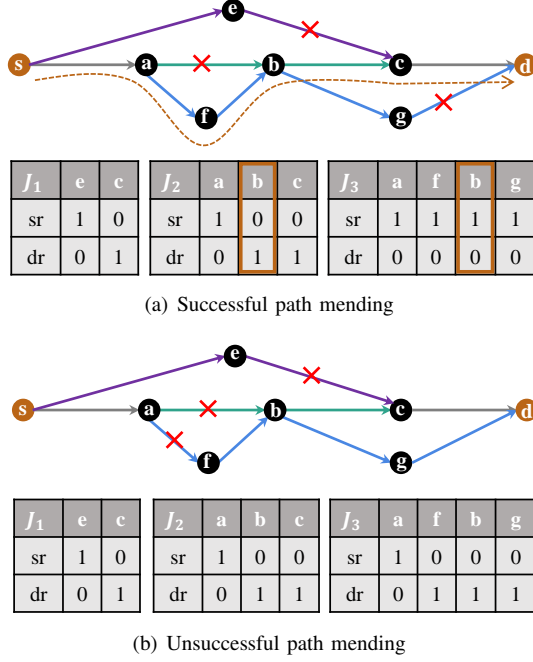 e
s a b c d
f g
J1 e c
sr 1 0
dr 0 1
J2 a b c
sr 1 0 0
dr 0 1 1
J3 a f b g
sr 1 1 1 1
dr 0 0 0 0
(a) Successful path mending
e
s a b c d
f g
J1 e c
sr 1 0
dr 0 1
J2 a b c
sr 1 0 0
dr 0 1 1
J3 a f b g
sr 1 0 0 0
dr 0 1 1 1
(b) Unsuccessful path mending